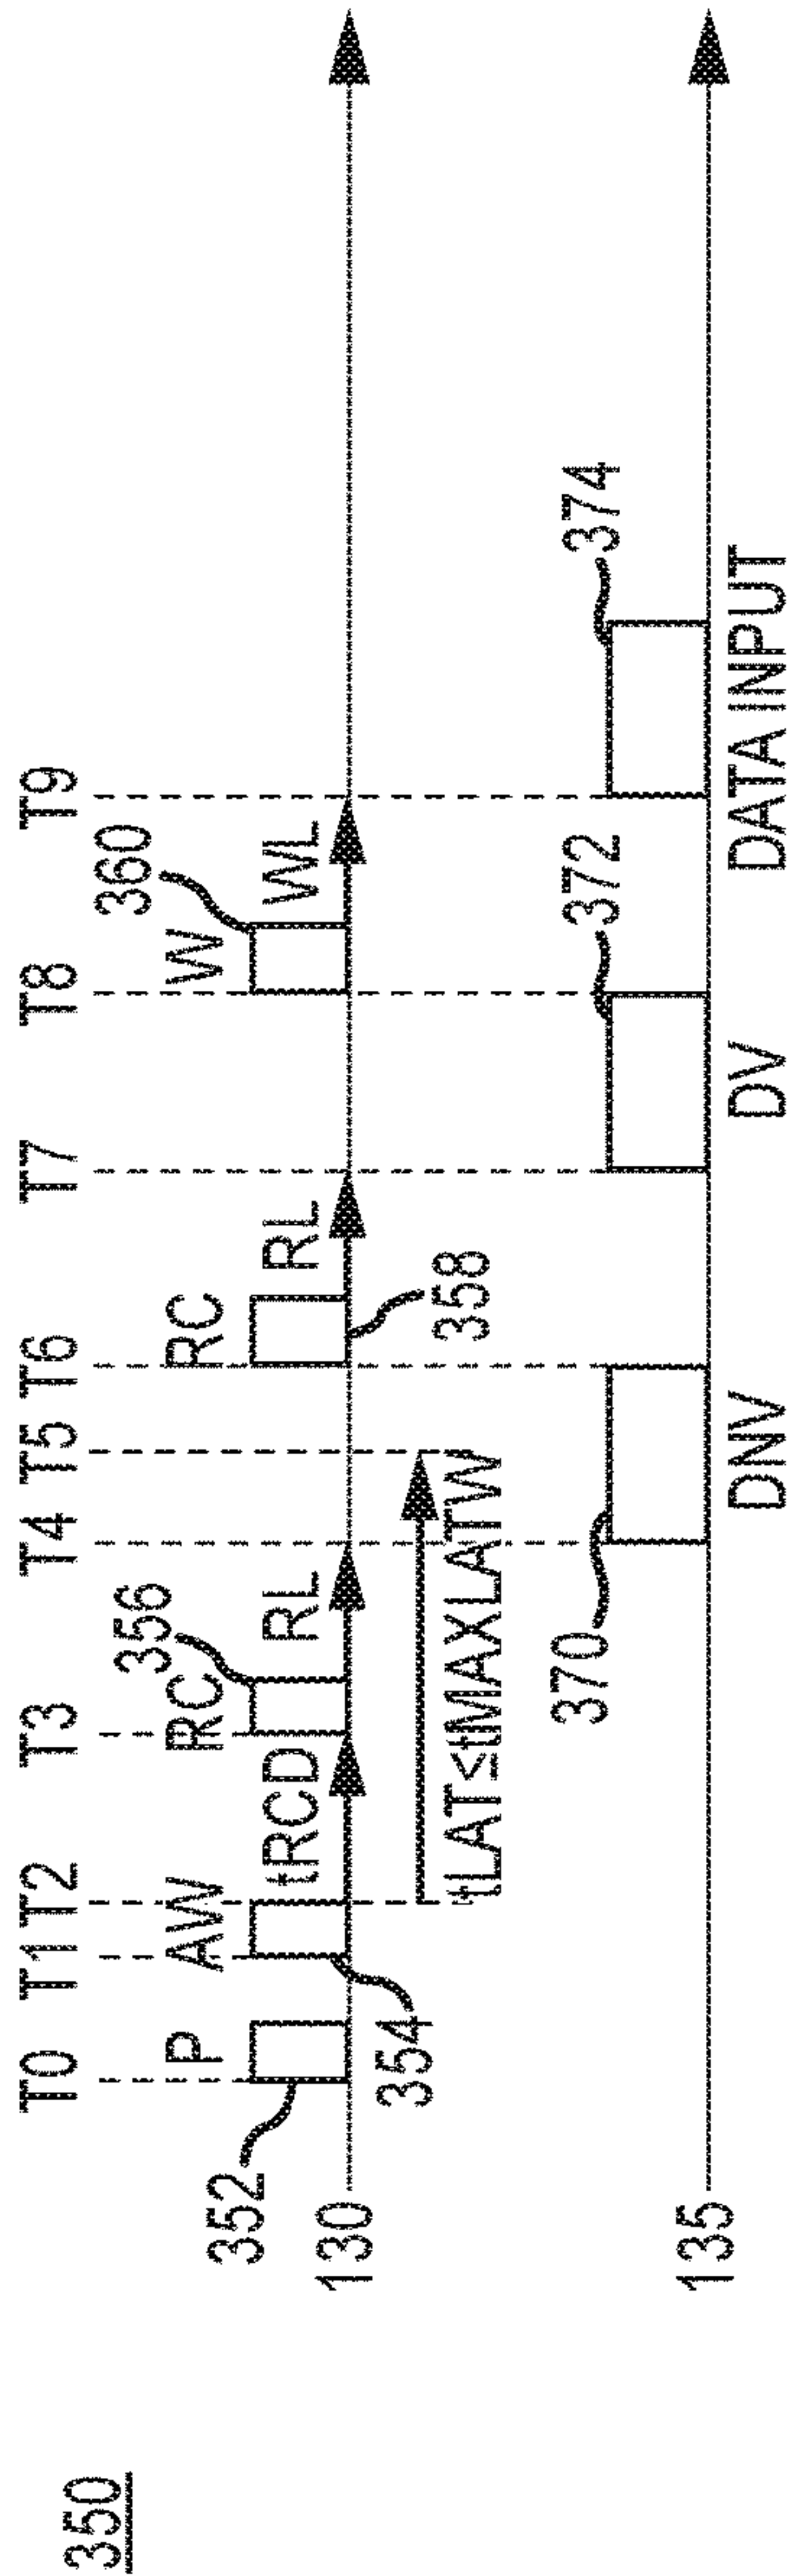 350
T0 T1 T2 T3 T4 T5 T6 T7 T8 T9
P AW RC RC W
352 356 360
tRCD RL RL WL
130
354 358
tLAT≤tMAXLATW
370 372 374
135
DNV DV DATA INPUT